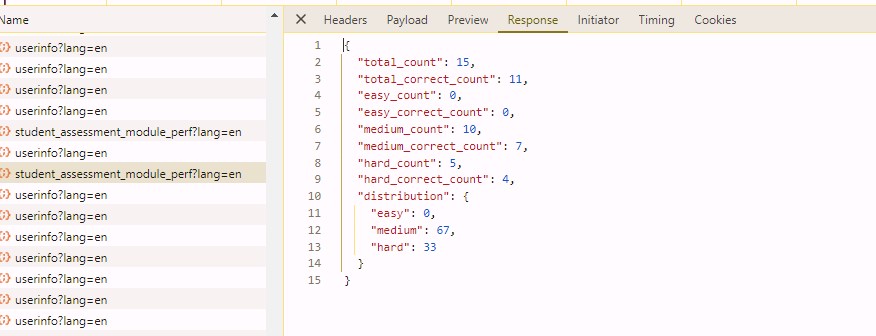 Name
userinfo?lang=en
userinfo?lang=en
userinfo?lang=en
userinfo?lang=en
student_assessment_module_perf?lang=en
userinfo?lang=en
student_assessment_module_perf?lang=en
userinfo?lang=en
userinfo?lang=en
userinfo?lang=en
userinfo?lang=en
userinfo?lang=en
userinfo?lang=en
userinfo?lang=en
Headers Payload Preview Response Initiator Timing Cookies
1 {
2 "total_count": 15,
3 "total_correct_count": 11,
4 "easy_count": 0,
5 "easy_correct_count": 0,
6 "medium_count": 10,
7 "medium_correct_count": 7,
8 "hard_count": 5,
9 "hard_correct_count": 4,
10 "distribution": {
11 "easy": 0,
12 "medium": 67,
13 "hard": 33
14 }
15 }